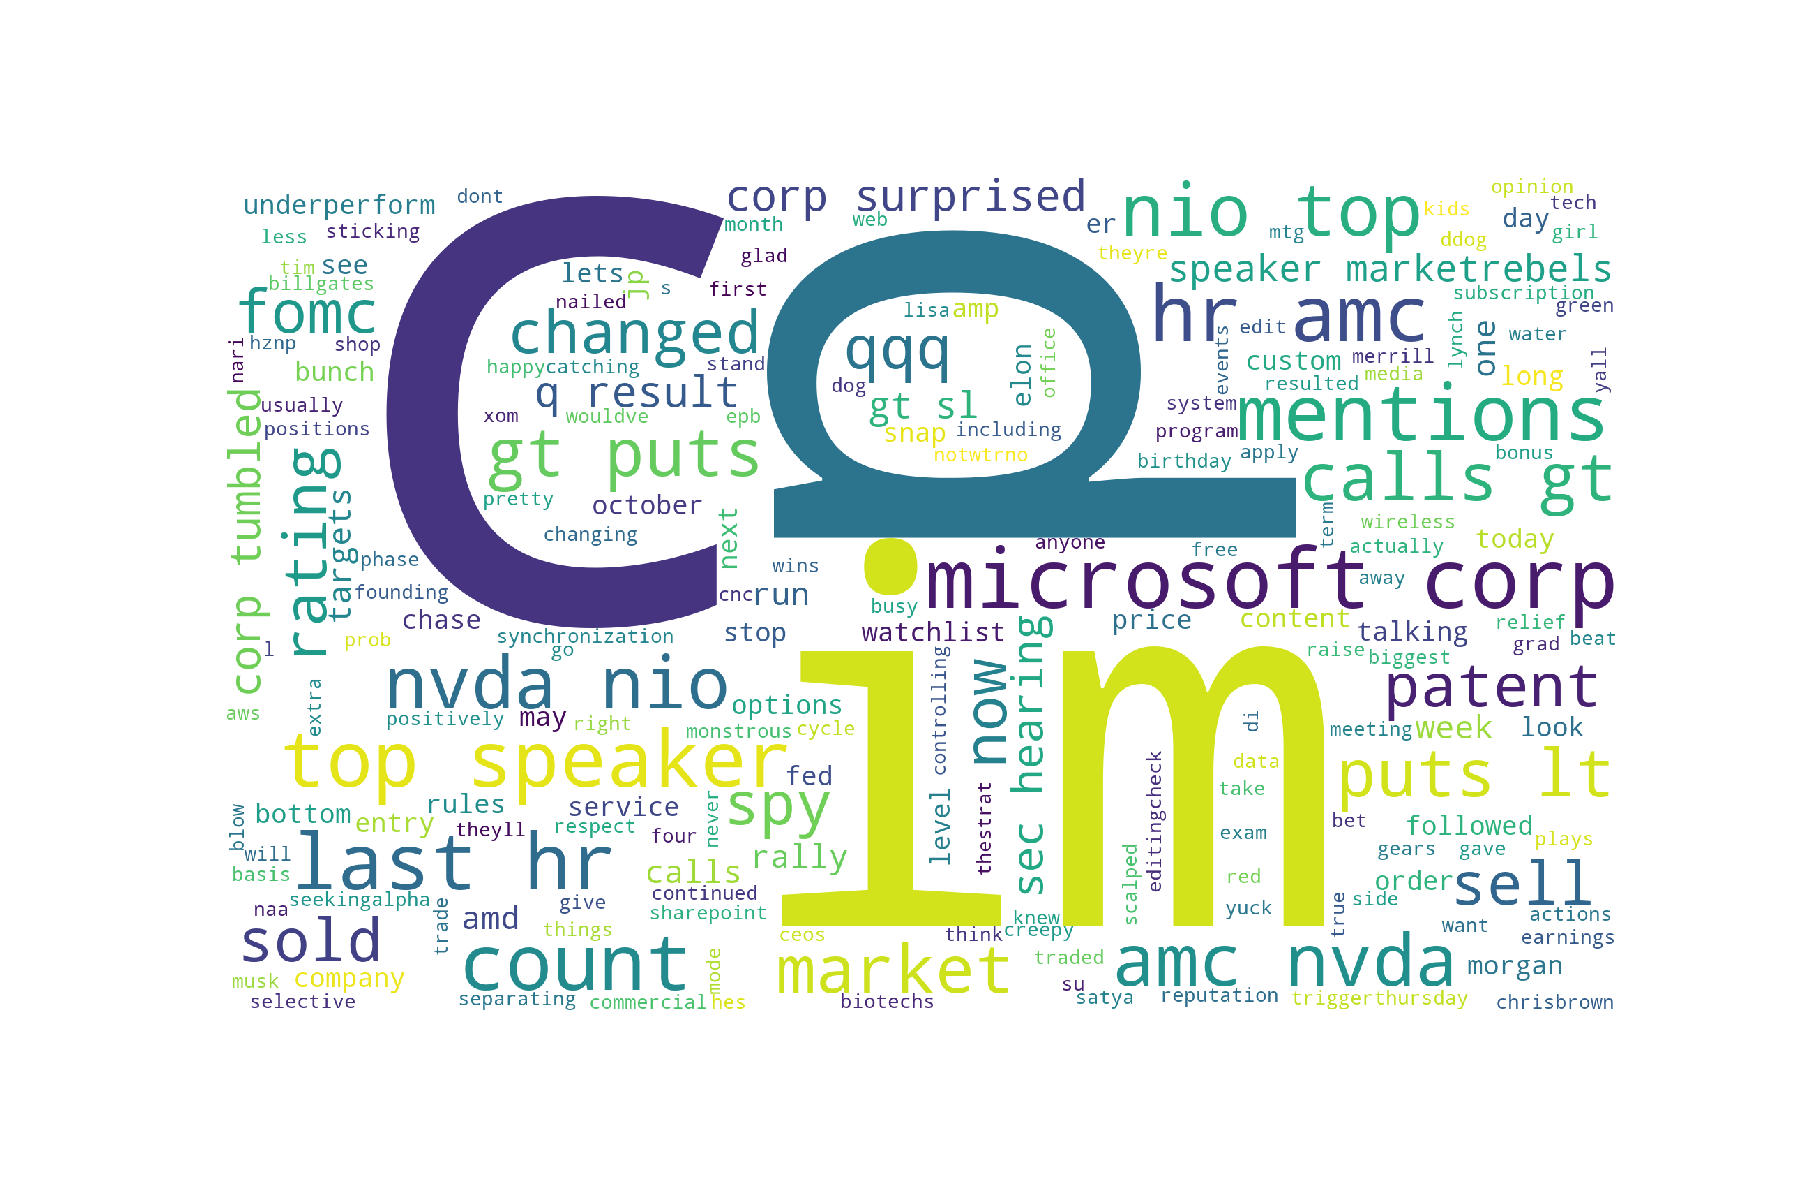 C
p
im
microsoft corp
nio top
hr amc
mentions
calls gt
top speaker
nvda nio
last hr
amc nvda
puts lt
gt puts
patent
count
market
changed
rating
fomc
qqq
now
spy
sell
sold
corp surprised
speaker marketrebels
q result
gt sl
corp tumbled
sec hearing
targets
underperform
dont
less
sticking
tim
see
billgates
hznp
shop
nari
bunch
usually
positions
month
web
glad
lets
jp
s
first
nailed
happy
catching
stand
xom
wouldve
epb
pretty
october
changing
next
lisa
amp
dog
elon
office
snap
including
notwtrno
er
theyre
mtg
kids
opinion
tech
day
girl
ddog
subscription
green
edit
events
custom
merrill
lynch
one
water
resulted
media
long
yall
system
program
birthday
apply
bonus
term
wireless
actually
today
anyone
free
away
wins
cnc
run
busy
stop
watchlist
price
content
talking
relief
grad
beat
raise
biggest
phase
founding
chase
prob
synchronization
go
l
aws
extra
positively
may
right
options
monstrous
cycle
level
controlling
di
meeting
week
look
data
take
exam
red
yuck
thestrat
editingcheck
scalped
true
bet
followed
plays
gears
gave
order
side
want
actions
earnings
fed
blow
bottom
rules
service
entry
theyll
respect
four
never
rally
will
basis
calls
seekingalpha
continued
naa
trade
amd
give
sharepoint
things
ceos
think
knew
creepy
traded
su
satya
reputation
morgan
triggerthursday
chrisbrown
musk
company
selective
separating
commercial
mode
hes
biotechs